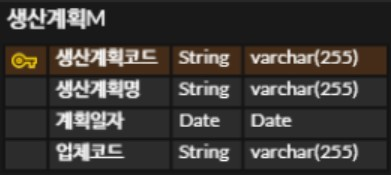 생산계획M
생산계획코드 String varchar(255)
생산계획명 String varchar(255)
계획일자 Date Date
업체코드 String varchar(255)